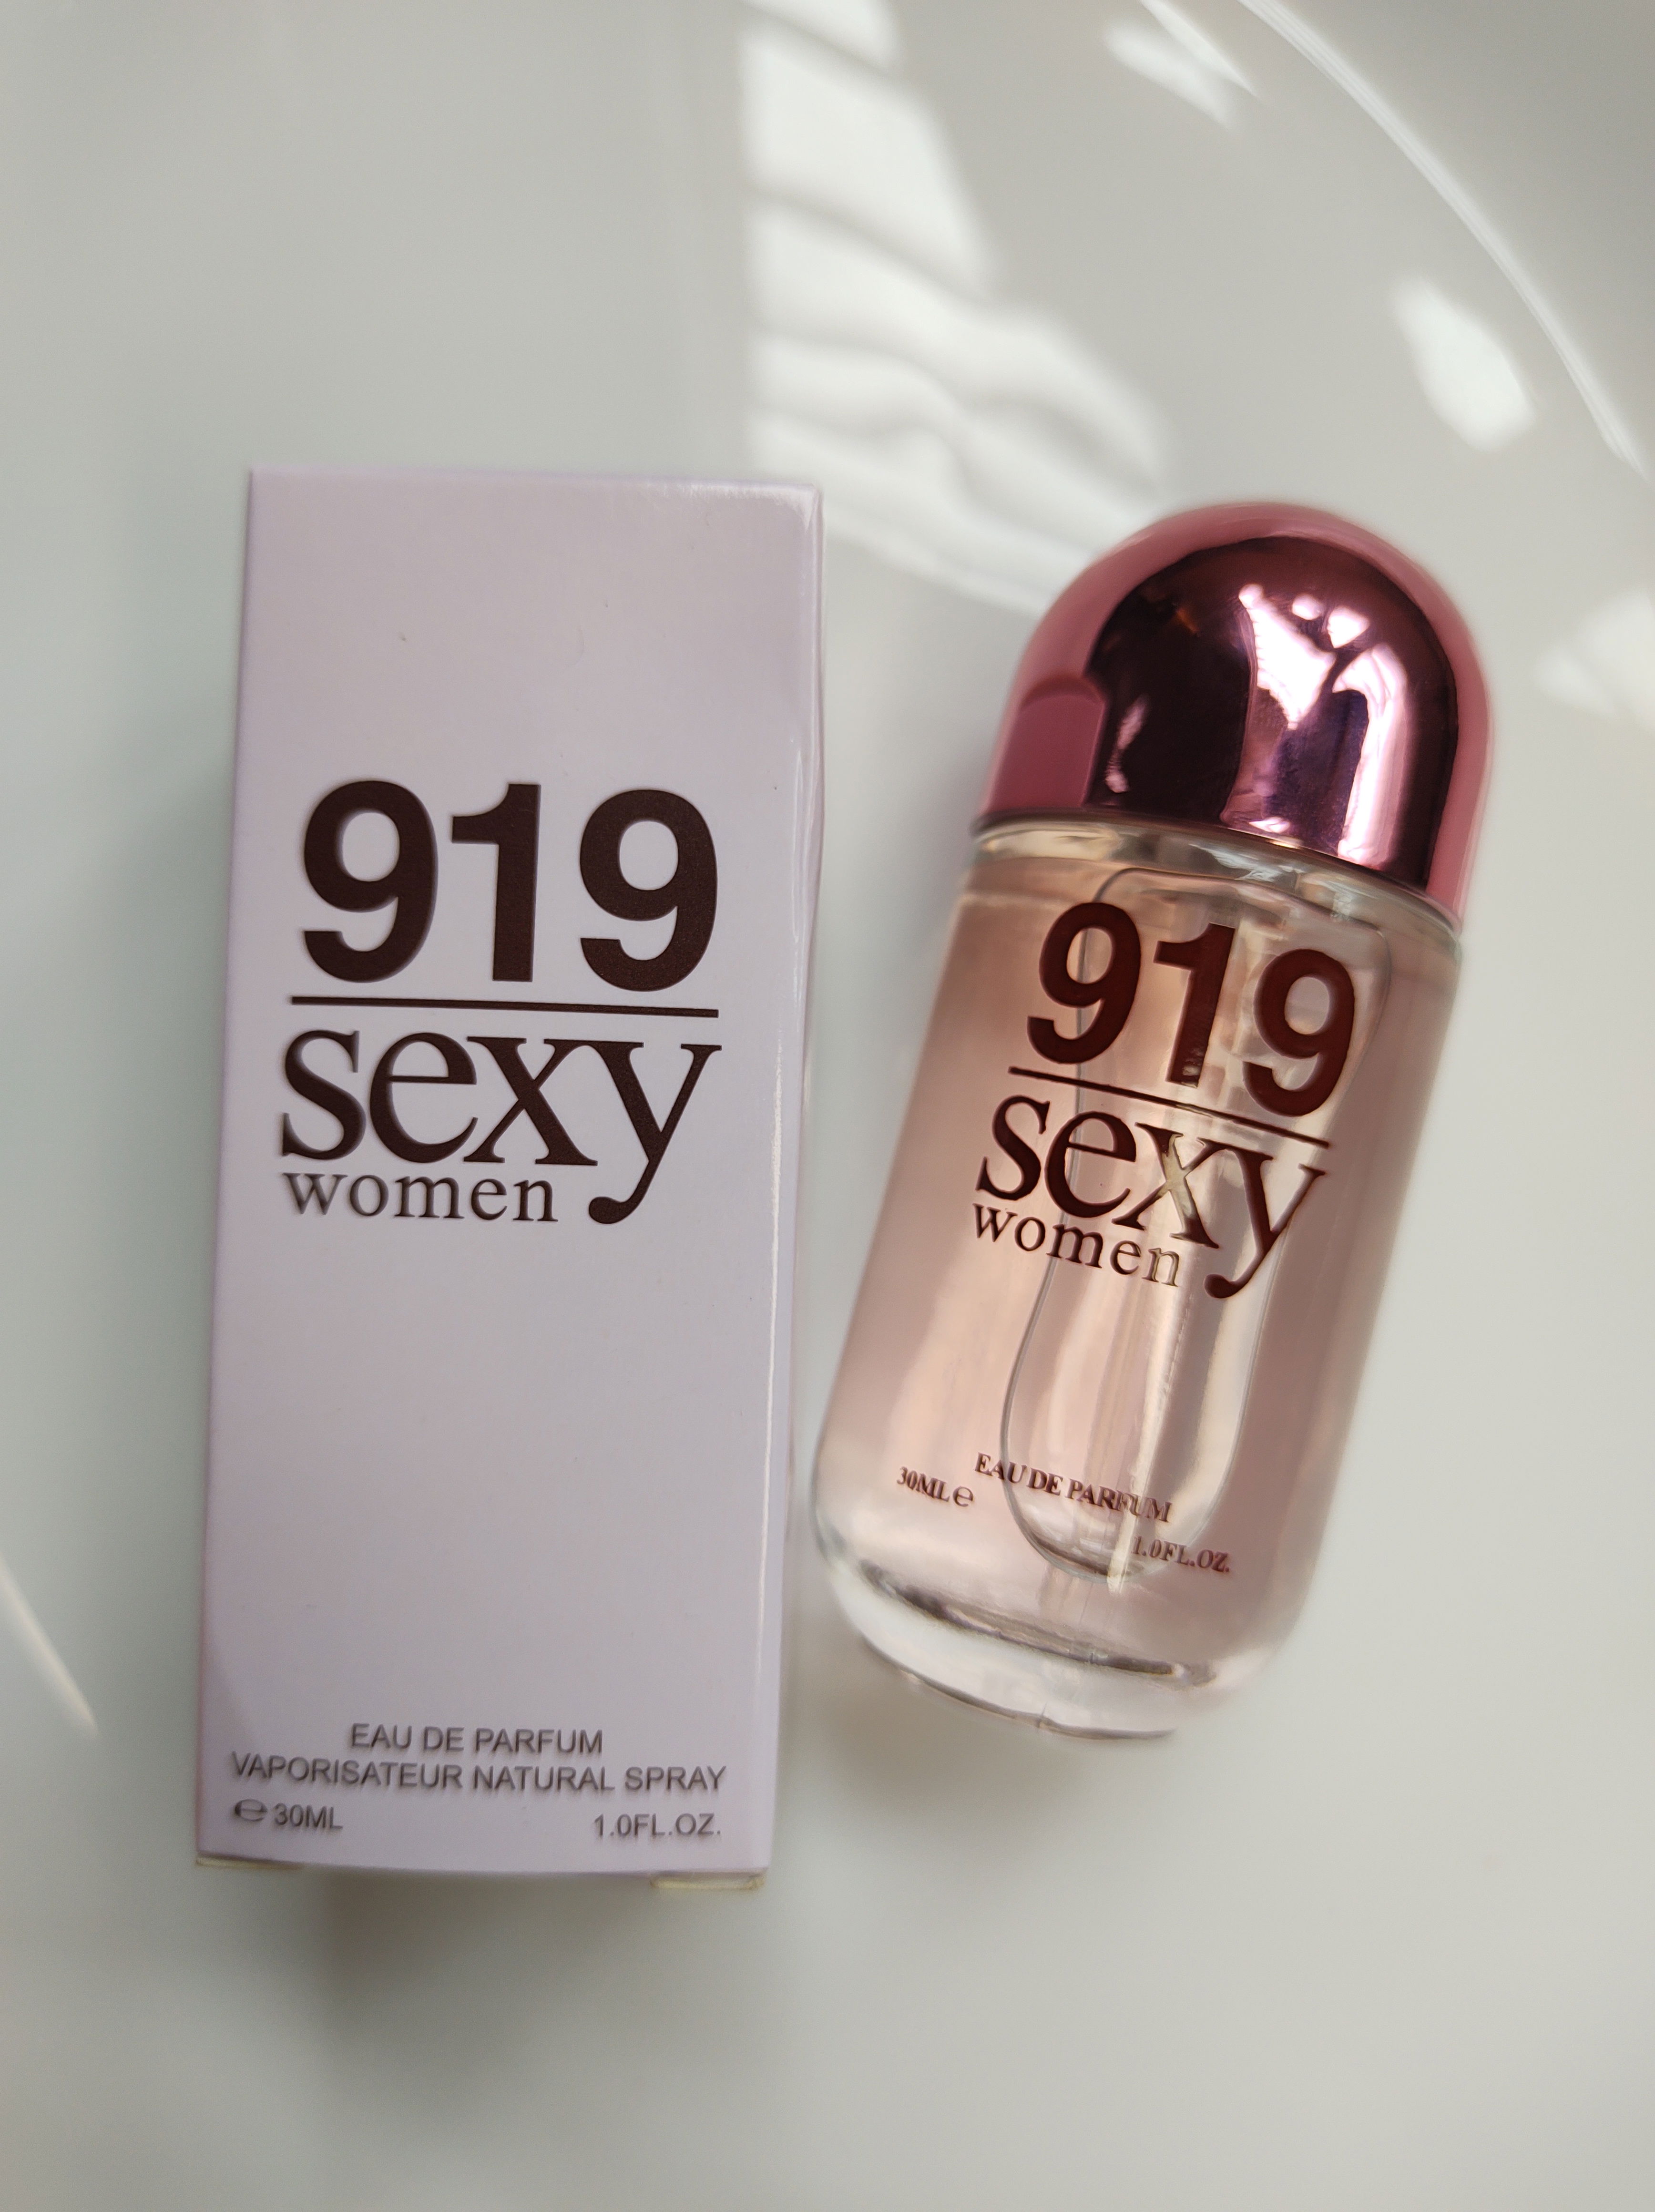 919
sexy
women
EAU DE PARFUM
VAPORISATEUR NATURAL SPRAY
℮ 30ML 1.0FL.OZ.
919
sexy
women
EAU DE PARFUM
30ML ℮
1.0FL.OZ.